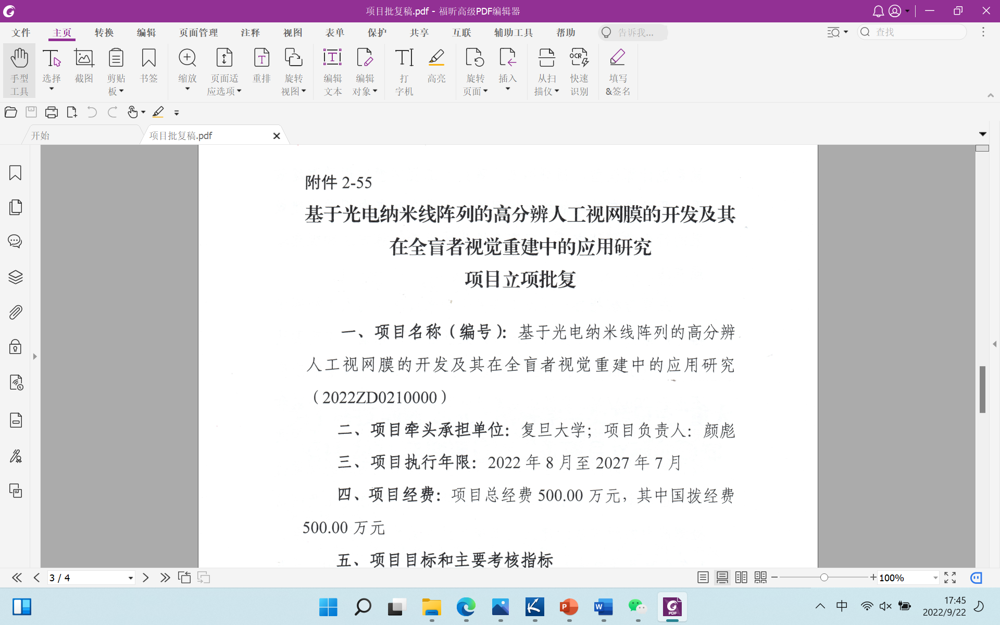 项目批复稿.pdf - 福昕高级PDF编辑器
文件 主页 转换 编辑 页面管理 注释 视图 表单 保护 共享 互联 辅助工具 帮助 告诉我... 查找
手型工具 选择 截图 剪贴板 书签 缩放 页面适应选项 重排 旋转视图 编辑文本 编辑对象 打字机 高亮 旋转页面 插入 从扫描仪 快速识别 填写&签名
开始 项目批复稿.pdf
附件 2-55
基于光电纳米线阵列的高分辨人工视网膜的开发及其
在全盲者视觉重建中的应用研究
项目立项批复
一、项目名称（编号）：基于光电纳米线阵列的高分辨
人工视网膜的开发及其在全盲者视觉重建中的应用研究
（2022ZD0210000）
二、项目牵头承担单位：复旦大学；项目负责人：颜彪
三、项目执行年限：2022 年 8 月至 2027 年 7 月
四、项目经费：项目总经费 500.00 万元，其中国拨经费
500.00 万元
五、项目目标和主要考核指标
3 / 4 100%
中 17:45
2022/9/22